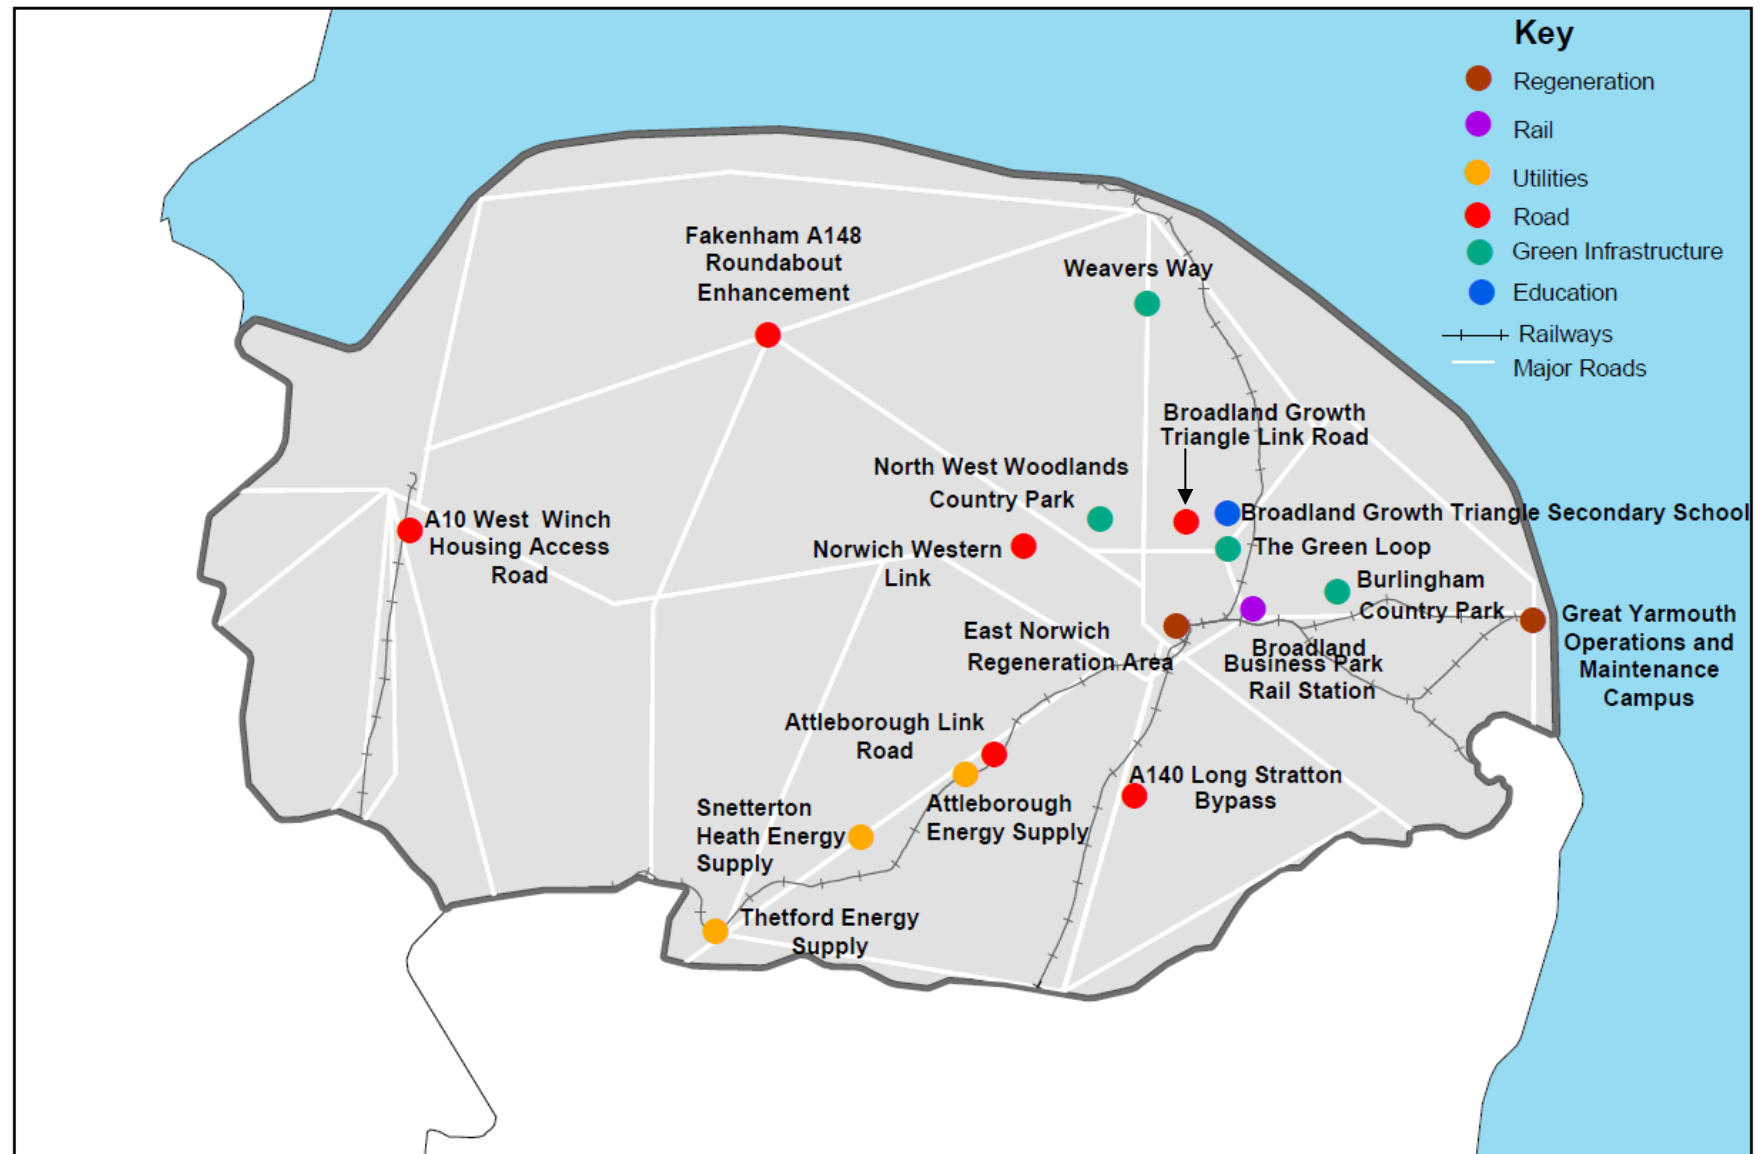 Key
Regeneration
Rail
Utilities
Road
Green Infrastructure
Education
Railways
Major Roads
Fakenham A148
Roundabout
Enhancement
Weavers Way
Broadland Growth
Triangle Link Road
North West Woodlands
Country Park
Broadland Growth Triangle Secondary School
A10 West Winch
Housing Access
Road
Norwich Western
Link
The Green Loop
Burlingham
Country Park
Great Yarmouth
Operations and
Maintenance
Campus
East Norwich
Regeneration Area
Broadland
Business Park
Rail Station
Attleborough Link
Road
A140 Long Stratton
Bypass
Attleborough
Energy Supply
Snetterton
Heath Energy
Supply
Thetford Energy
Supply